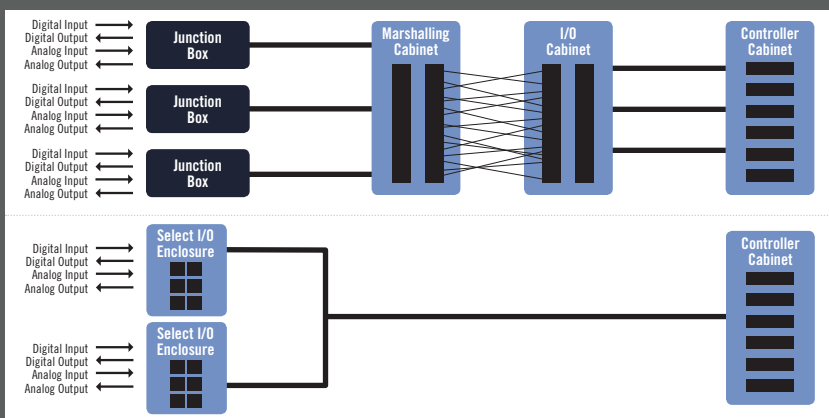 Digital Input
Digital Output
Analog Input
Analog Output
Junction
Box
Digital Input
Digital Output
Analog Input
Analog Output
Junction
Box
Digital Input
Digital Output
Analog Input
Analog Output
Junction
Box
Marshalling
Cabinet
I/O
Cabinet
Controller
Cabinet
Digital Input
Digital Output
Analog Input
Analog Output
Select I/O
Enclosure
Digital Input
Digital Output
Analog Input
Analog Output
Select I/O
Enclosure
Controller
Cabinet